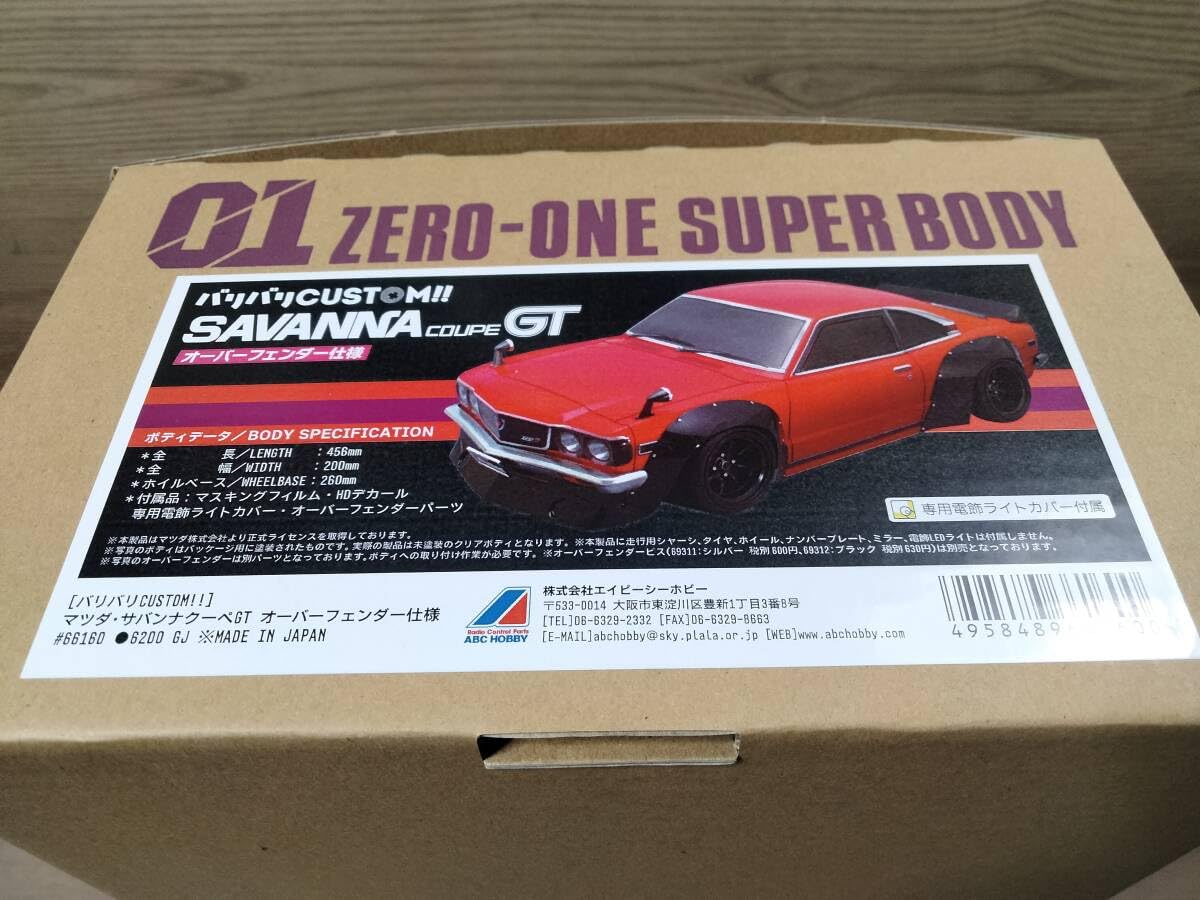 01 ZERO-ONE SUPER BODY
バリバリCUSTOM!!
SAVANNA COUPE GT
オーバーフェンダー仕様
ボディデータ/BODY SPECIFICATION
*全 長/LENGTH :456mm
*全 幅/WIDTH :200mm
*ホイルベース/WHEELBASE:260mm
*付属品:マスキングフィルム・HDデカール
専用電飾ライトカバー・オーバーフェンダーパーツ
専用電飾ライトカバー付属
※本製品はマツダ株式会社より正式ライセンスを取得しております。
※写真のボディはパッケージ用に塗装されたものです。実際の製品は未塗装のクリアボディとなります。※本製品に走行用シャーシ、タイヤ、ホイール、ナンバープレート、ミラー、電飾LEDライトは付属しません。
※写真のオーバーフェンダーは別パーツとなっております。ボディへの取り付け作業が必要です。※オーバーフェンダービス(69311:シルバー 税別600円、69312:ブラック 税別630円)は別売となっております。
[バリバリCUSTOM!!]
マツダ・サバンナクーペGT オーバーフェンダー仕様
#66160 ●6200 GJ ※MADE IN JAPAN
Radio Control Parts
ABC HOBBY
株式会社エイビーシーホビー
〒533-0014 大阪市東淀川区豊新1丁目3番8号
[TEL]06-6329-2332 [FAX]06-6329-8663
[E-MAIL]abchobby@sky.plala.or.jp [WEB]www.abchobby.com